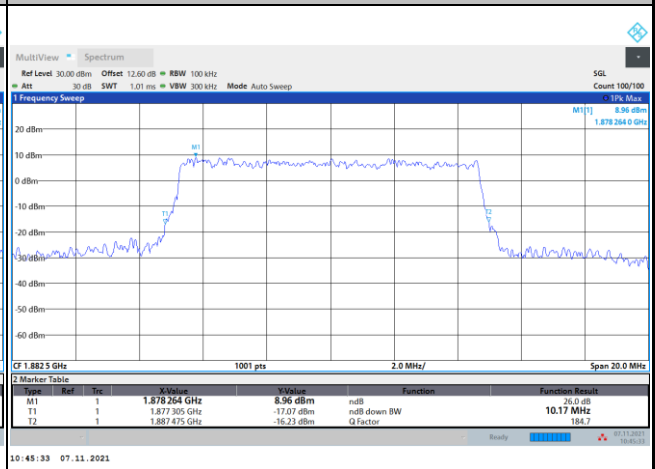 MultiView Spectrum
Ref Level 30.00 dBm Offset 12.60 dB RBW 100 kHz SGL
Att 30 dB SWT 1.01 ms VBW 300 kHz Mode Auto Sweep Count 100/100
1 Frequency Sweep 1Pk Max
M1[1] 8.96 dBm
1.878 264 0 GHz
20 dBm
M1
10 dBm
0 dBm
-10 dBm
T1 T2
-20 dBm
-30 dBm
-40 dBm
-50 dBm
-60 dBm
CF 1.882 5 GHz 1001 pts 2.0 MHz/ Span 20.0 MHz
2 Marker Table
Type Ref Trc X-Value Y-Value Function Function Result
M1 1 1.878 264 GHz 8.96 dBm ndB 26.0 dB
T1 1 1.877 305 GHz -17.07 dBm ndB down BW 10.17 MHz
T2 1 1.887 475 GHz -16.23 dBm Q Factor 184.7
Ready 07.11.2021
10:45:33
10:45:33 07.11.2021